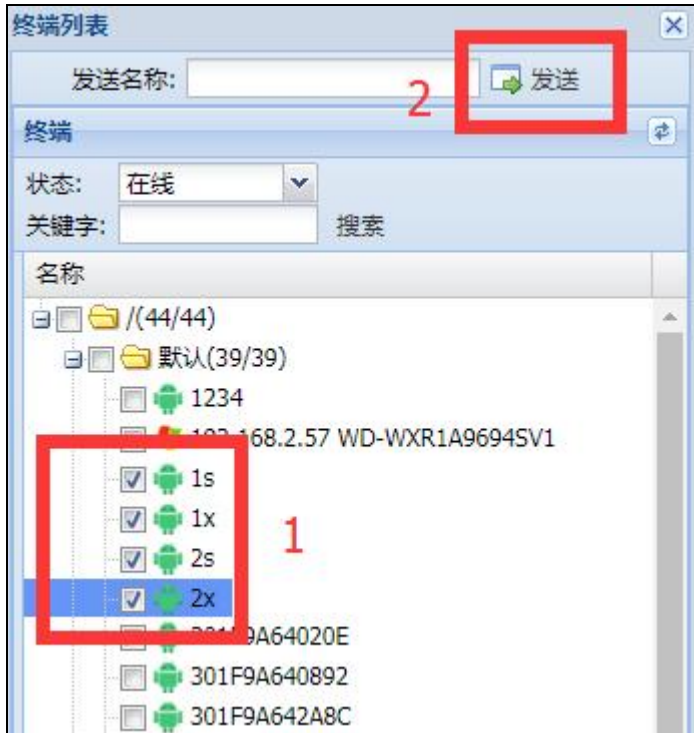 终端列表
发送名称: 发送
2
终端
状态: 在线
关键字: 搜索
名称
/(44/44)
默认(39/39)
1234
168.2.57 WD-WXR1A9694SV1
1s
1x
1
2s
2x
9A64020E
301F9A640892
301F9A642A8C